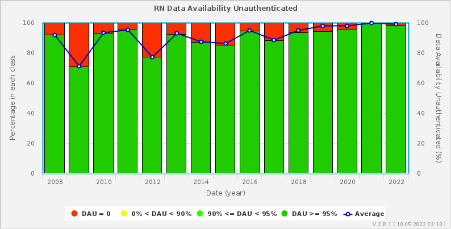 RN Data Availability Unauthenticated
100
80
60
40
20
0
100
80
60
40
20
0
Percentage in each class
Data Availability Unauthenticated (%)
2008 2010 2012 2014 2016 2018 2020 2022
Date (year)
DAU = 0 0% < DAU < 90% 90% <= DAU < 95% DAU >= 95% Average